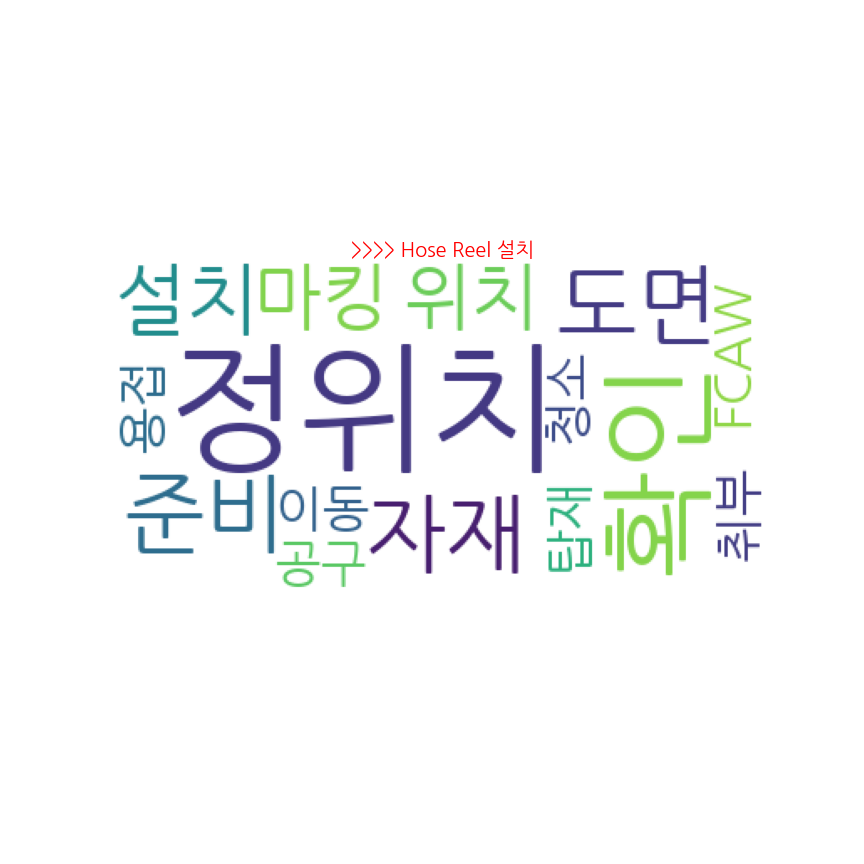 >>>> Hose Reel 설치
설치
마킹 위치
도면
FCAW
정위치
용접
청소
확인
준비
이동
자재
탑재
취부
공구